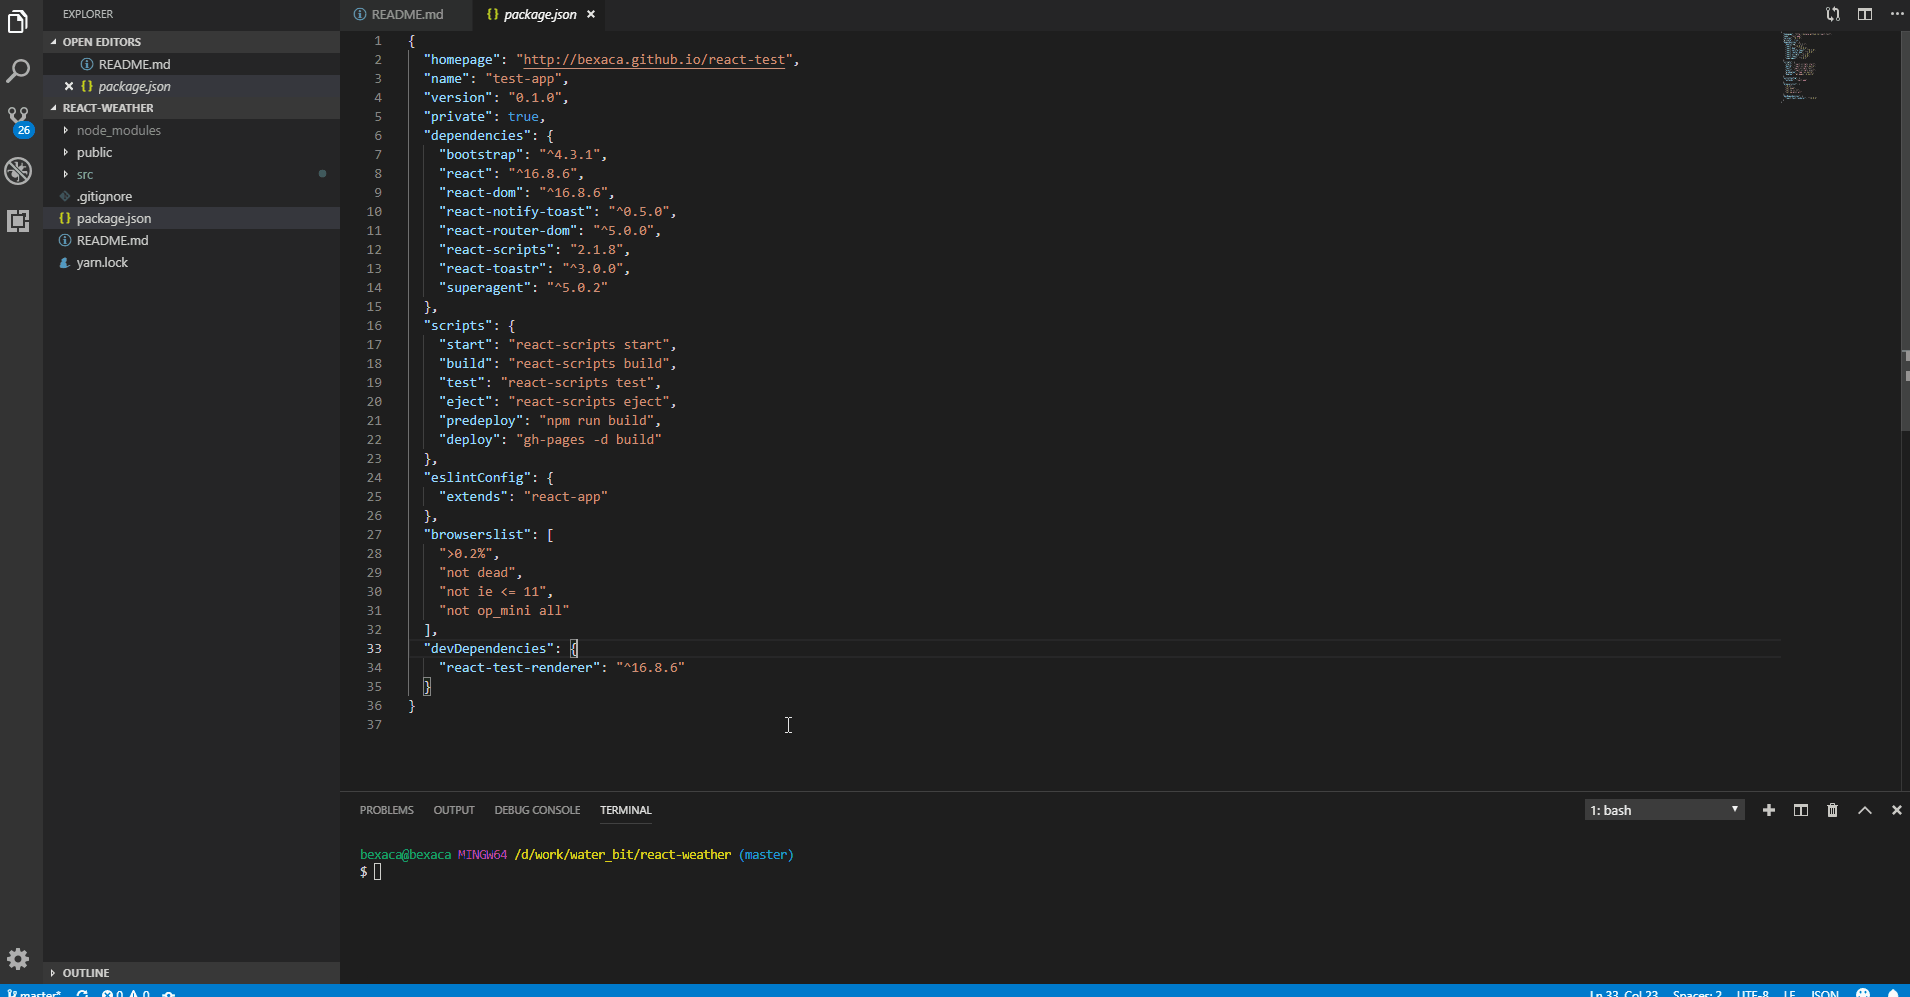 EXPLORER
OPEN EDITORS
README.md
package.json
REACT-WEATHER
node_modules
public
src
.gitignore
package.json
README.md
yarn.lock
OUTLINE
26
README.md
package.json
1 {
2 "homepage": "http://bexaca.github.io/react-test",
3 "name": "test-app",
4 "version": "0.1.0",
5 "private": true,
6 "dependencies": {
7 "bootstrap": "^4.3.1",
8 "react": "^16.8.6",
9 "react-dom": "^16.8.6",
10 "react-notify-toast": "^0.5.0",
11 "react-router-dom": "^5.0.0",
12 "react-scripts": "2.1.8",
13 "react-toastr": "^3.0.0",
14 "superagent": "^5.0.2"
15 },
16 "scripts": {
17 "start": "react-scripts start",
18 "build": "react-scripts build",
19 "test": "react-scripts test",
20 "eject": "react-scripts eject",
21 "predeploy": "npm run build",
22 "deploy": "gh-pages -d build"
23 },
24 "eslintConfig": {
25 "extends": "react-app"
26 },
27 "browserslist": [
28 ">0.2%",
29 "not dead",
30 "not ie <= 11",
31 "not op_mini all"
32 ],
33 "devDependencies": {
34 "react-test-renderer": "^16.8.6"
35 }
36 }
37
PROBLEMS OUTPUT DEBUG CONSOLE TERMINAL 1: bash
bexaca@bexaca MINGW64 /d/work/water_bit/react-weather (master)
$
master* 0 0 Ln 33, Col 23 Spaces: 2 UTF-8 LF JSON